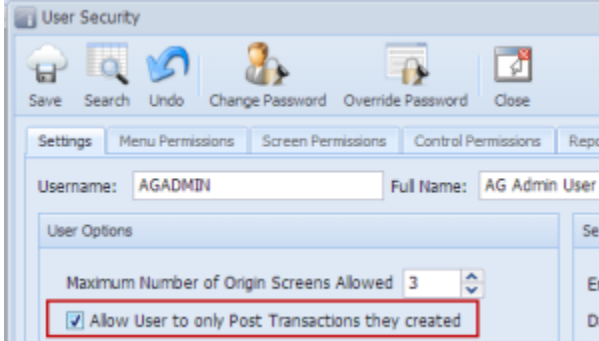 User Security
Save Search Undo Change Password Override Password Close
Settings Menu Permissions Screen Permissions Control Permissions
Username: AGADMIN Full Name: AG Admin User
User Options
Maximum Number of Origin Screens Allowed 3
Allow User to only Post Transactions they created